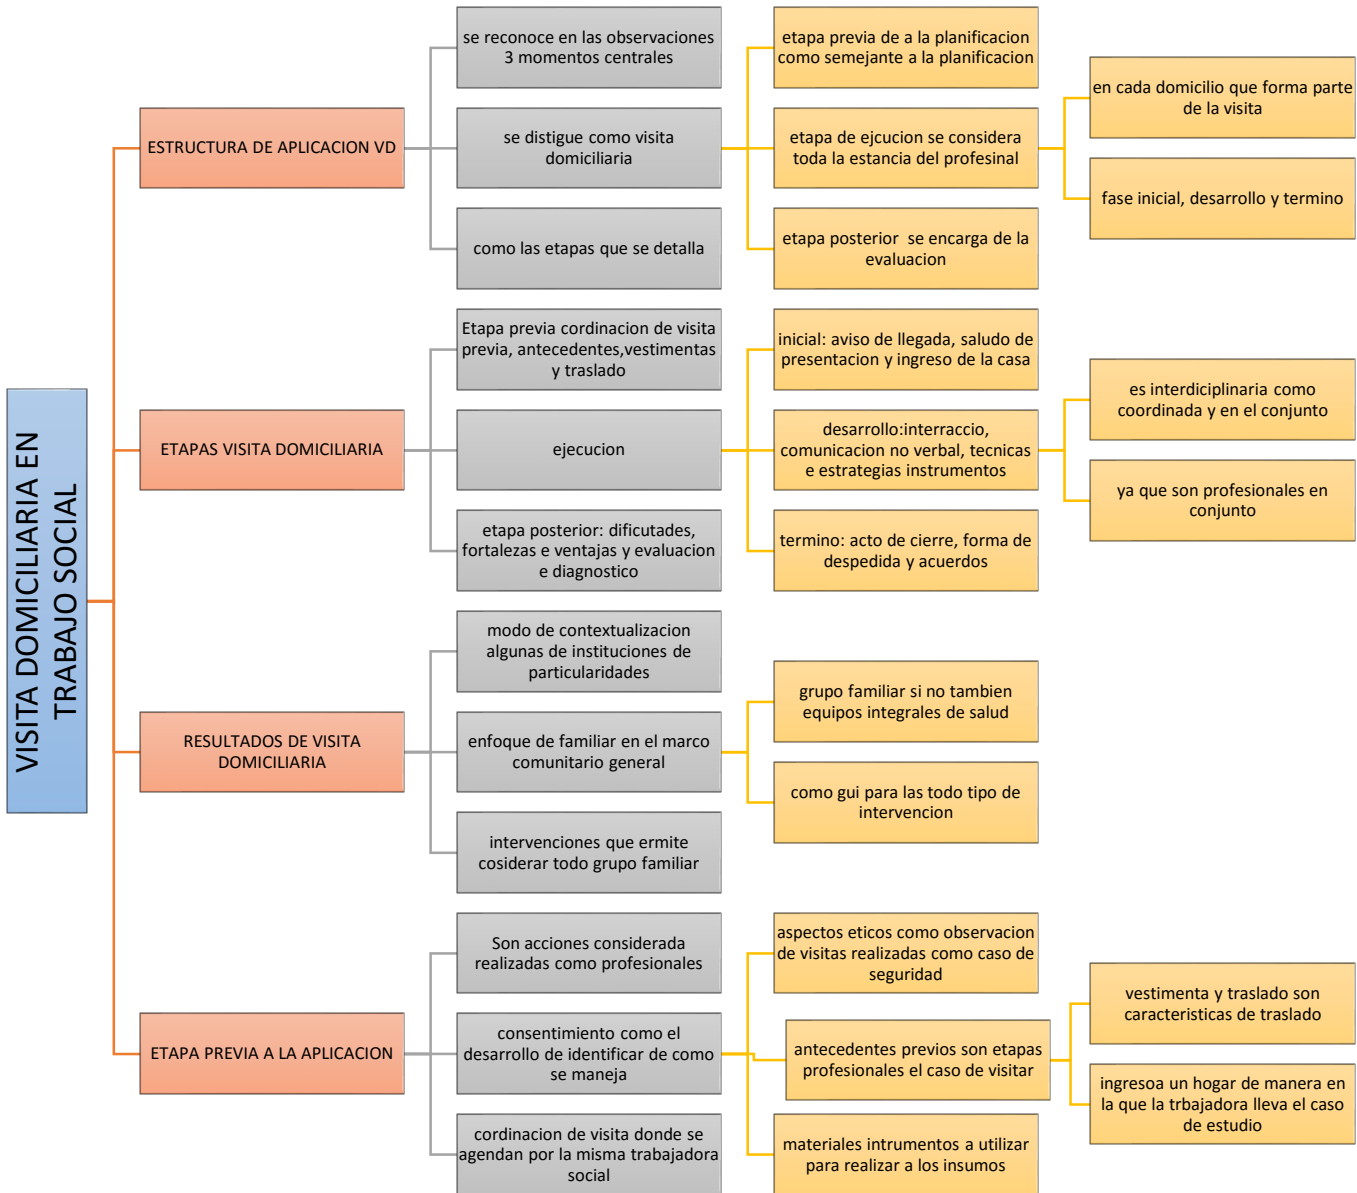 VISITA DOMICILIARIA EN
TRABAJO SOCIAL
ESTRUCTURA DE APLICACION VD
se reconoce en las observaciones
3 momentos centrales
se distigue como visita
domiciliaria
etapa previa de a la planificacion
como semejante a la planificacion
etapa de ejcucion se considera
toda la estancia del profesinal
en cada domicilio que forma parte
de la visita
fase inicial, desarrollo y termino
etapa posterior  se encarga de la
evaluacion
como las etapas que se detalla
ETAPAS VISITA DOMICILIARIA
Etapa previa cordinacion de visita
previa, antecedentes,vestimentas
y traslado
ejecucion
inicial: aviso de llegada, saludo de
presentacion y ingreso de la casa
desarrollo:interraccio,
comunicacion no verbal, tecnicas
e estrategias instrumentos
es interdiciplinaria como
coordinada y en el conjunto
ya que son profesionales en
conjunto
termino: acto de cierre, forma de
despedida y acuerdos
etapa posterior: dificutades,
fortalezas e ventajas y evaluacion
e diagnostico
RESULTADOS DE VISITA
DOMICILIARIA
modo de contextualizacion
algunas de instituciones de
particularidades
enfoque de familiar en el marco
comunitario general
grupo familiar si no tambien
equipos integrales de salud
como gui para las todo tipo de
intervencion
intervenciones que ermite
cosiderar todo grupo familiar
ETAPA PREVIA A LA APLICACION
Son acciones considerada
realizadas como profesionales
consentimiento como el
desarrollo de identificar de como
se maneja
aspectos eticos como observacion
de visitas realizadas como caso de
seguridad
antecedentes previos son etapas
profesionales el caso de visitar
vestimenta y traslado son
caracteristicas de traslado
ingresoa un hogar de manera en
la que la trbajadora lleva el caso
de estudio
materiales intrumentos a utilizar
para realizar a los insumos
cordinacion de visita donde se
agendan por la misma trabajadora
social